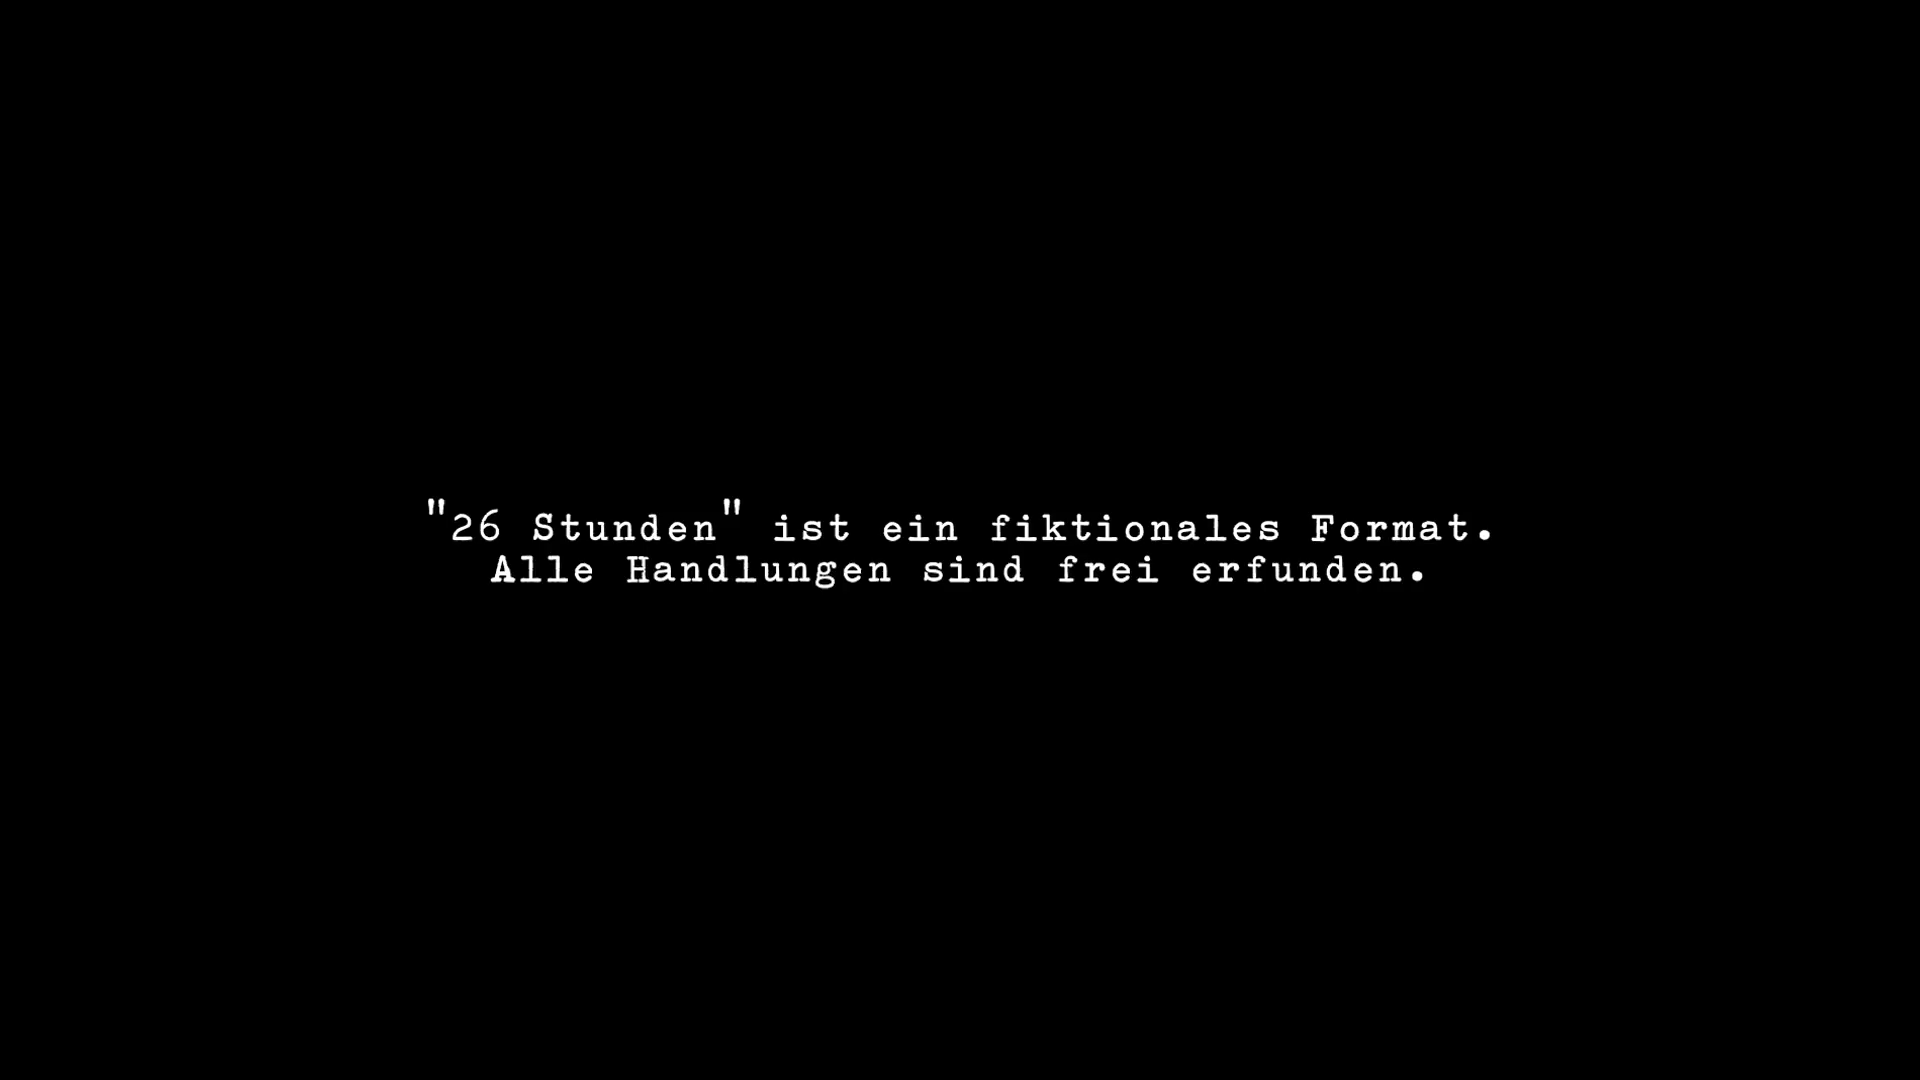 "26 Stunden" ist ein fiktionales Format.
Alle Handlungen sind frei erfunden.